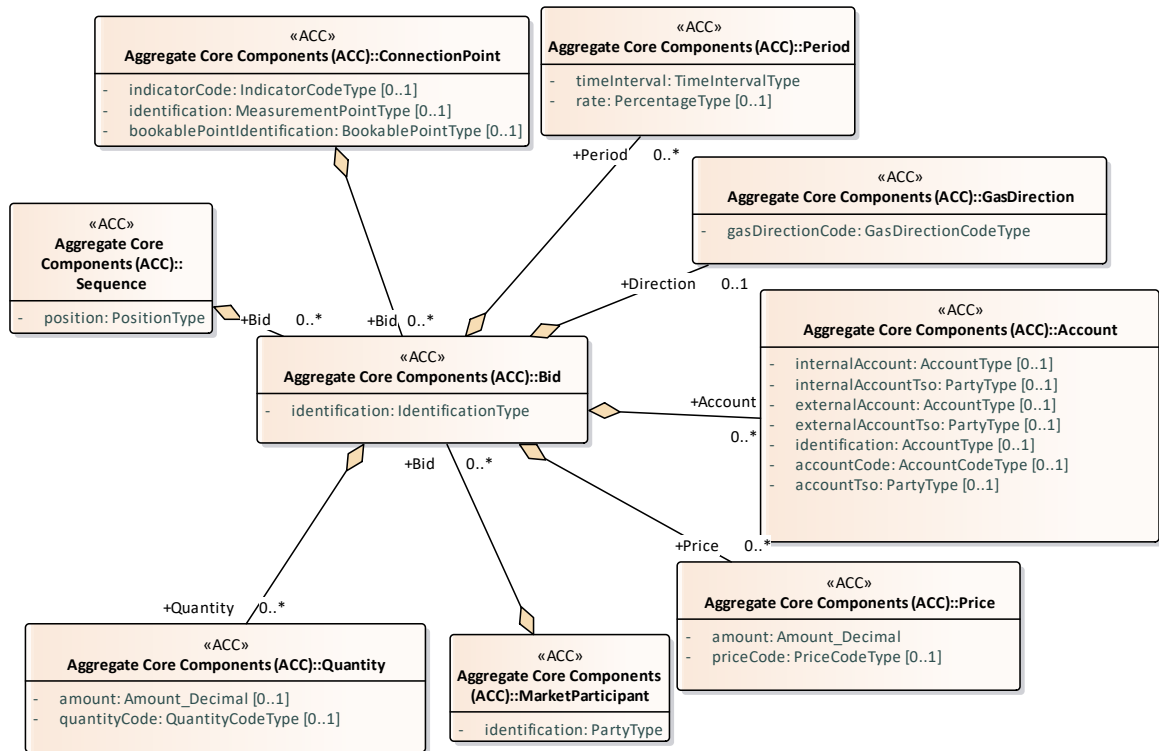 «ACC»
Aggregate Core Components (ACC)::ConnectionPoint
- indicatorCode: IndicatorCodeType [0..1]
- identification: MeasurementPointType [0..1]
- bookablePointIdentification: BookablePointType [0..1]
«ACC»
Aggregate Core Components (ACC)::Period
- timeInterval: TimeIntervalType
- rate: PercentageType [0..1]
+Period 0..*
«ACC»
Aggregate Core Components (ACC)::GasDirection
- gasDirectionCode: GasDirectionCodeType
+Direction 0..1
«ACC»
Aggregate Core
Components (ACC)::
Sequence
- position: PositionType
+Bid 0..*
+Bid 0..*
«ACC»
Aggregate Core Components (ACC)::Bid
- identification: IdentificationType
«ACC»
Aggregate Core Components (ACC)::Account
- internalAccount: AccountType [0..1]
- internalAccountTso: PartyType [0..1]
- externalAccount: AccountType [0..1]
- externalAccountTso: PartyType [0..1]
- identification: AccountType [0..1]
- accountCode: AccountCodeType [0..1]
- accountTso: PartyType [0..1]
+Account
0..*
+Bid 0..*
+Price 0..*
«ACC»
Aggregate Core Components (ACC)::Price
- amount: Amount_Decimal
- priceCode: PriceCodeType [0..1]
+Quantity 0..*
«ACC»
Aggregate Core Components (ACC)::Quantity
- amount: Amount_Decimal [0..1]
- quantityCode: QuantityCodeType [0..1]
«ACC»
Aggregate Core Components
(ACC)::MarketParticipant
- identification: PartyType